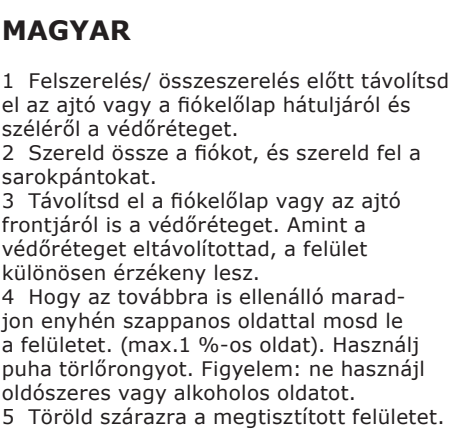 MAGYAR
1  Felszerelés/ összeszerelés előtt távolítsd
el az ajtó vagy a fiókelőlap hátuljáról és
széléről a védőréteget.
2  Szereld össze a fiókot, és szereld fel a
sarokpántokat.
3  Távolítsd el a fiókelőlap vagy az ajtó
frontjáról is a védőréteget. Amint a
védőréteget eltávolítottad, a felület
különösen érzékeny lesz.
4  Hogy az továbbra is ellenálló marad-
jon enyhén szappanos oldattal mosd le
a felületet. (max.1 %-os oldat). Használj
puha törlőrongyot. Figyelem: ne használj
oldószeres vagy alkoholos oldatot.
5  Töröld szárazra a megtisztított felületet.